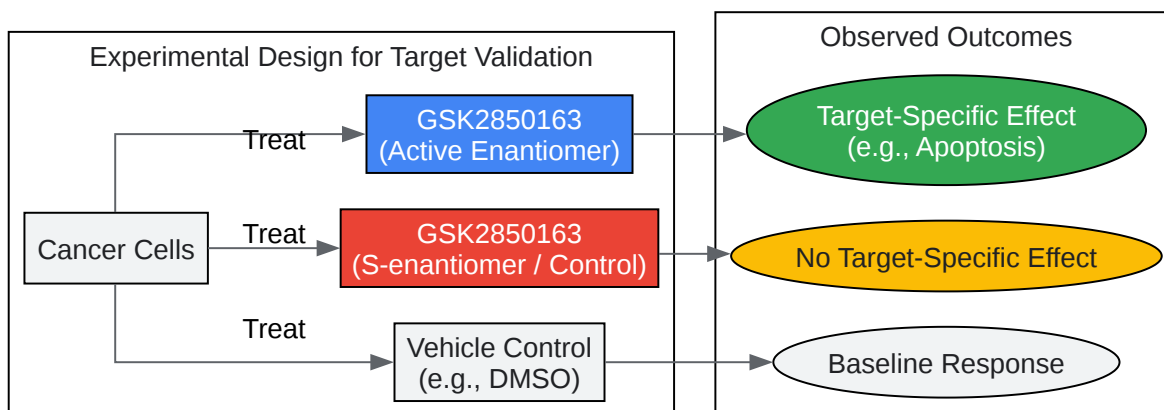 Experimental Design for Target Validation
Observed Outcomes
Treat
GSK2850163
(Active Enantiomer)
Target-Specific Effect
(e.g., Apoptosis)
Cancer Cells
Treat
GSK2850163
(S-enantiomer / Control)
No Target-Specific Effect
Treat
Vehicle Control
(e.g., DMSO)
Baseline Response